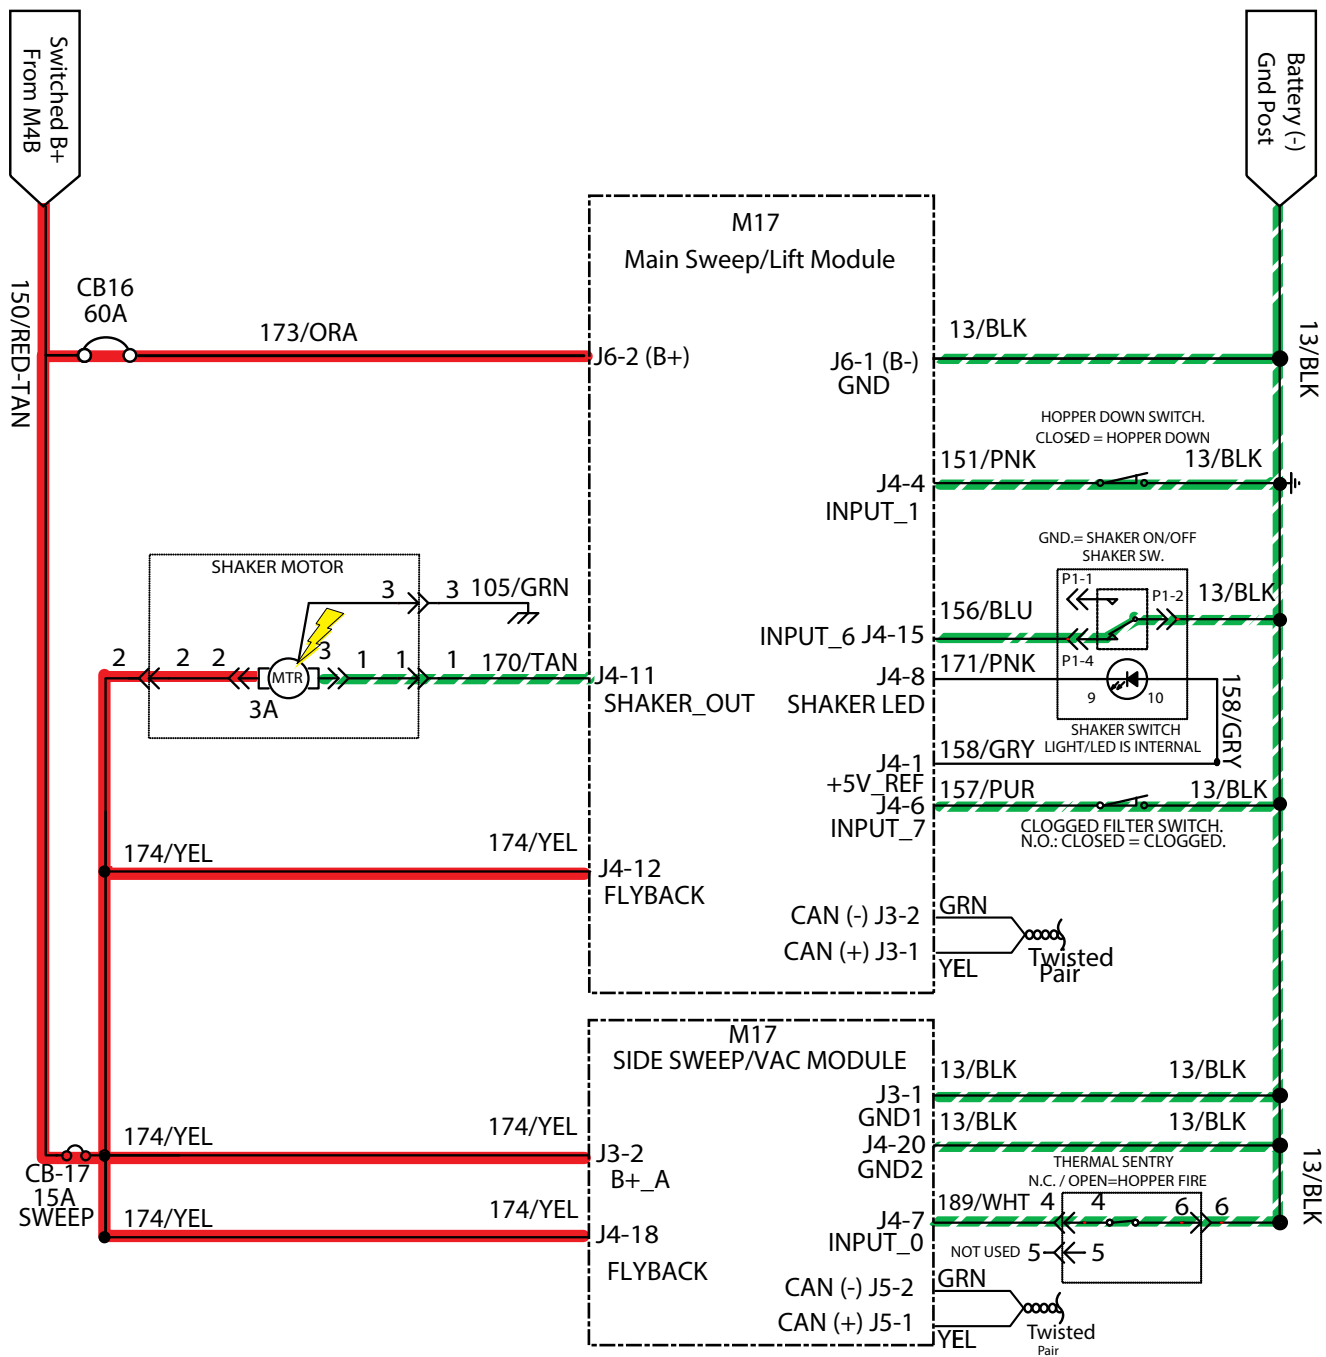 Switched B+
From M4B
Battery (-)
Gnd Post
M17
Main Sweep/Lift Module
150/RED-TAN
CB16
60A
173/ORA
J6-2 (B+)
13/BLK
J6-1 (B-)
GND
13/BLK
HOPPER DOWN SWITCH.
CLOSED = HOPPER DOWN
151/PNK
13/BLK
J4-4
INPUT_1
GND.= SHAKER ON/OFF
SHAKER SW.
SHAKER MOTOR
3
3
105/GRN
P1-1
P1-2
13/BLK
156/BLU
INPUT_6 J4-15
P1-4
2
2
2
MTR
3
1
1
1
170/TAN
3A
J4-11
SHAKER_OUT
171/PNK
J4-8
SHAKER LED
9
10
158/GRY
SHAKER SWITCH
LIGHT/LED IS INTERNAL
158/GRY
J4-1
+5V_REF
157/PUR
13/BLK
J4-6
INPUT_7
CLOGGED FILTER SWITCH.
N.O.: CLOSED = CLOGGED.
174/YEL
174/YEL
J4-12
FLYBACK
CAN (-) J3-2
GRN
CAN (+) J3-1
YEL
Twisted
Pair
M17
SIDE SWEEP/VAC MODULE
13/BLK
13/BLK
J3-1
GND1
13/BLK
13/BLK
J4-20
GND2
174/YEL
174/YEL
J3-2
B+_A
CB-17
15A
SWEEP
THERMAL SENTRY
N.C. / OPEN=HOPPER FIRE
13/BLK
174/YEL
174/YEL
J4-18
FLYBACK
189/WHT
4
4
6
6
J4-7
INPUT_0
NOT USED
5
5
CAN (-) J5-2
GRN
CAN (+) J5-1
YEL
Twisted
Pair